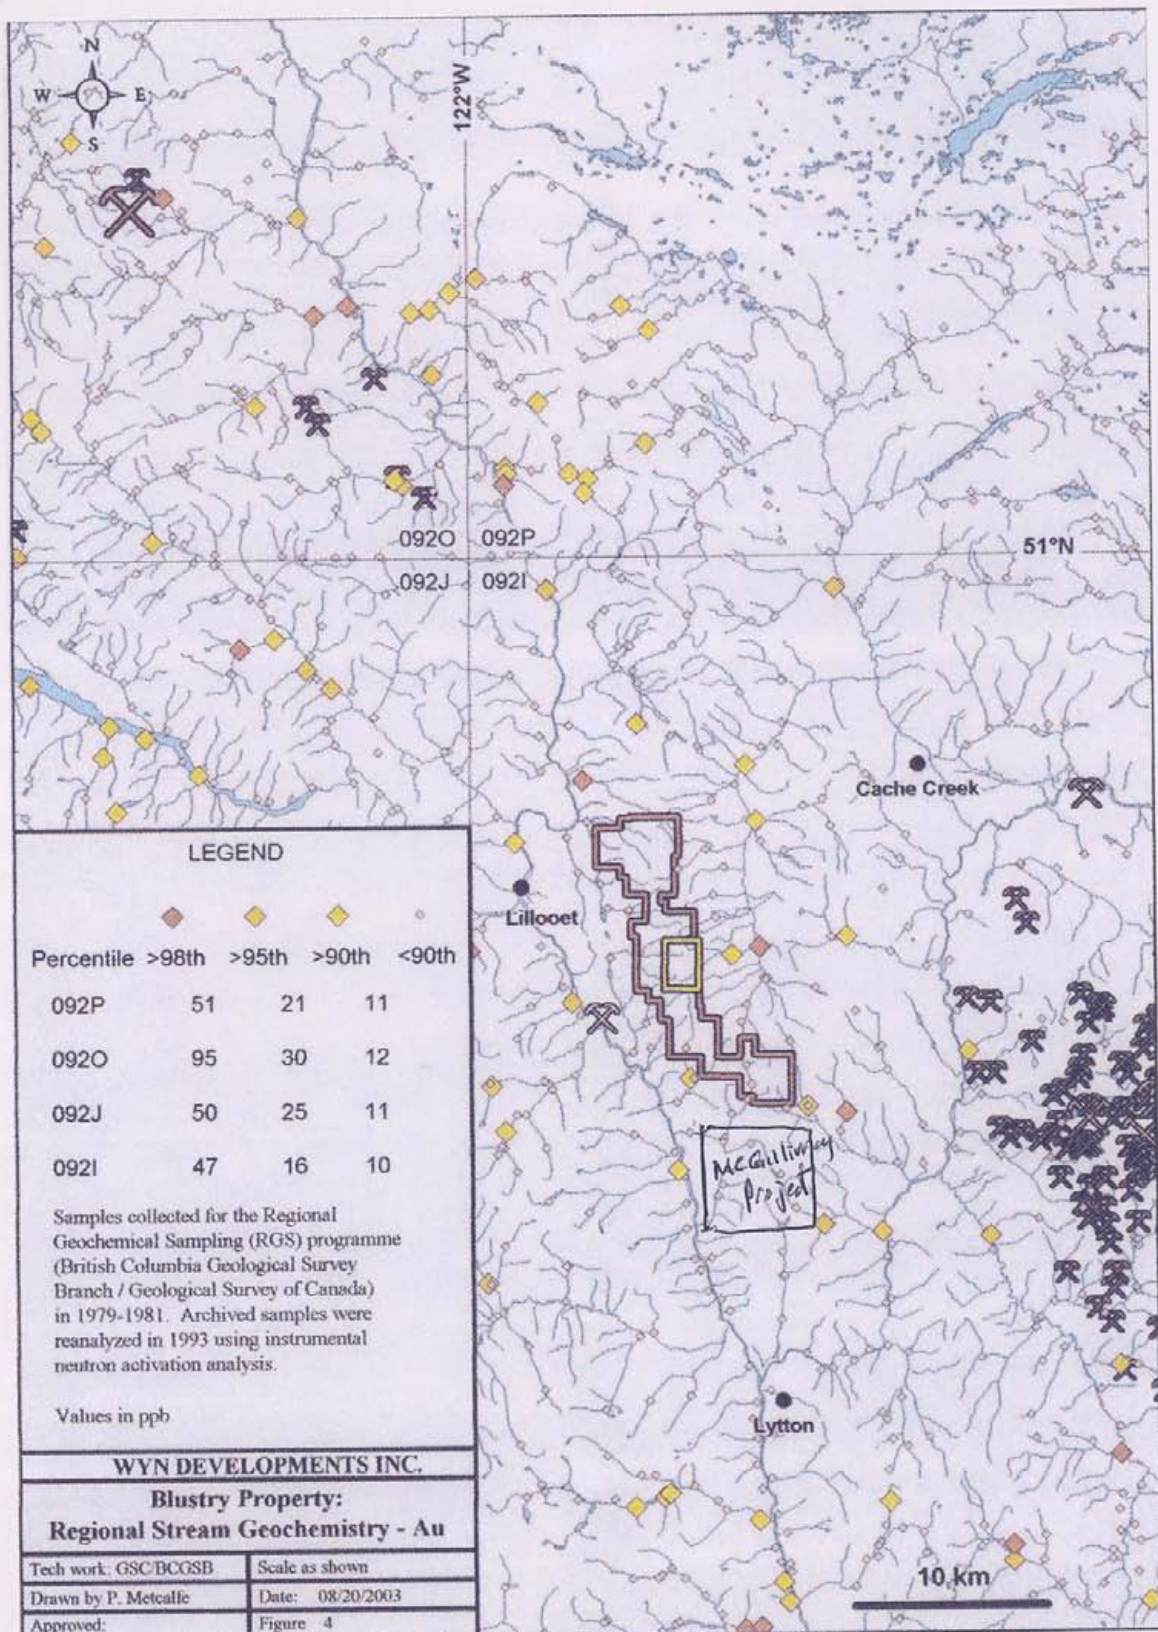 N
W E
S
122°W
092O 092P
51°N
092J 092I
Cache Creek
Lillooet
LEGEND
Percentile >98th >95th >90th <90th
092P 51 21 11
092O 95 30 12
092J 50 25 11
092I 47 16 10
Samples collected for the Regional
Geochemical Sampling (RGS) programme
(British Columbia Geological Survey
Branch / Geological Survey of Canada)
in 1979-1981. Archived samples were
reanalyzed in 1993 using instrumental
neutron activation analysis.
Values in ppb
McGullivray
Project
Lytton
10 km
WYN DEVELOPMENTS INC.
Blustry Property:
Regional Stream Geochemistry - Au
Tech work: GSC/BCGSB Scale as shown
Drawn by P. Metcalfe Date: 08/20/2003
Approved: Figure 4